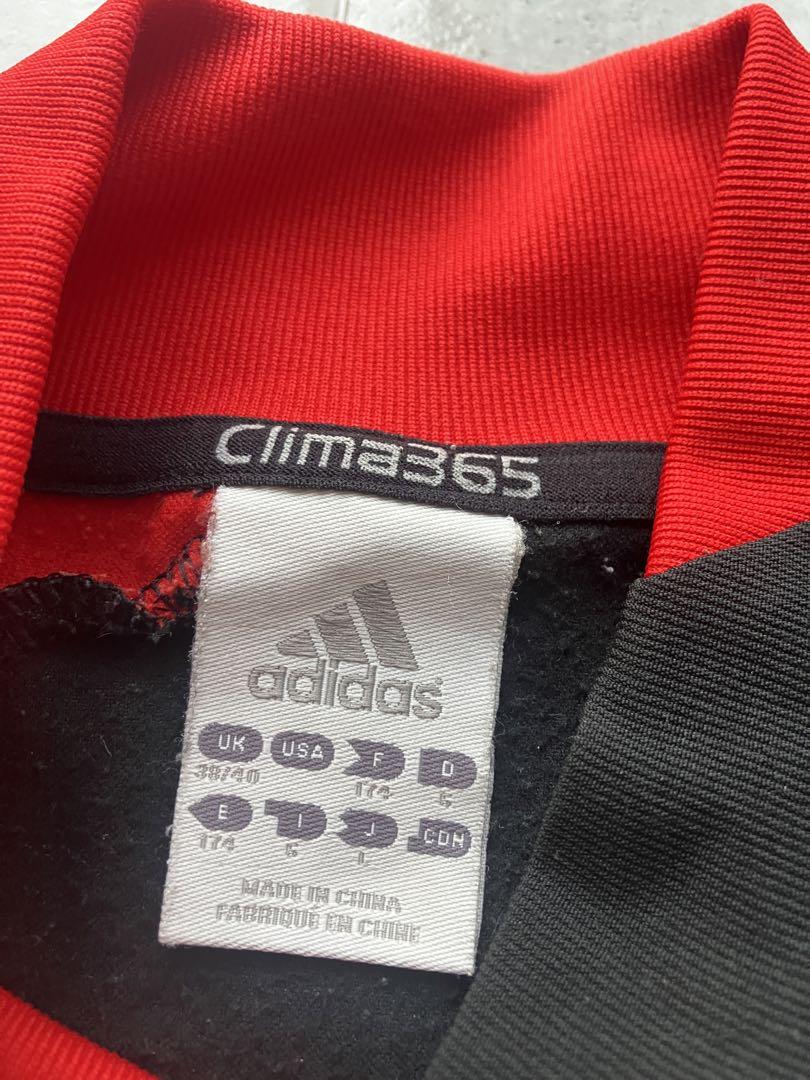 Clima365
adidas
UK USA F D
38/40 174 5
E I J CDN
174 5 L
MADE IN CHINA
FABRIQUÉ EN CHINE